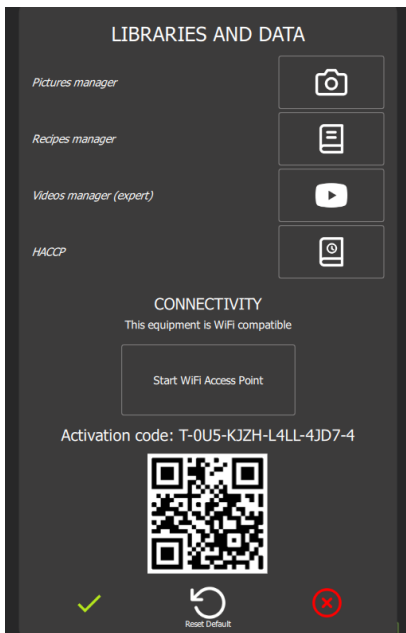 LIBRARIES AND DATA
Pictures manager
Recipes manager
Videos manager (expert)
HACCP
CONNECTIVITY
This equipment is WiFi compatible
Start WiFi Access Point
Activation code: T-0U5-KJZH-L4LL-4JD7-4
Reset Default